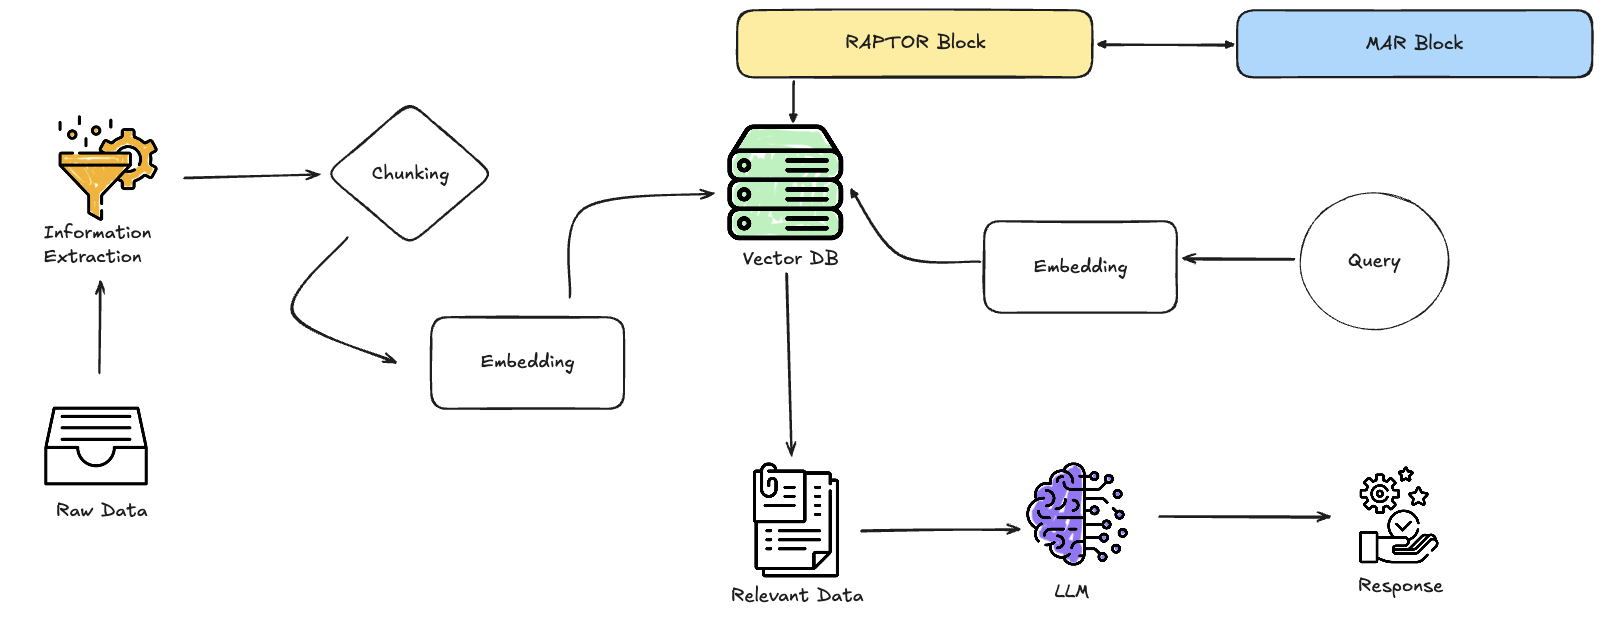 RAPTOR Block
MAR Block
Chunking
Information
Extraction
Vector DB
Embedding
Query
Embedding
Raw Data
Relevant Data
LLM
Response